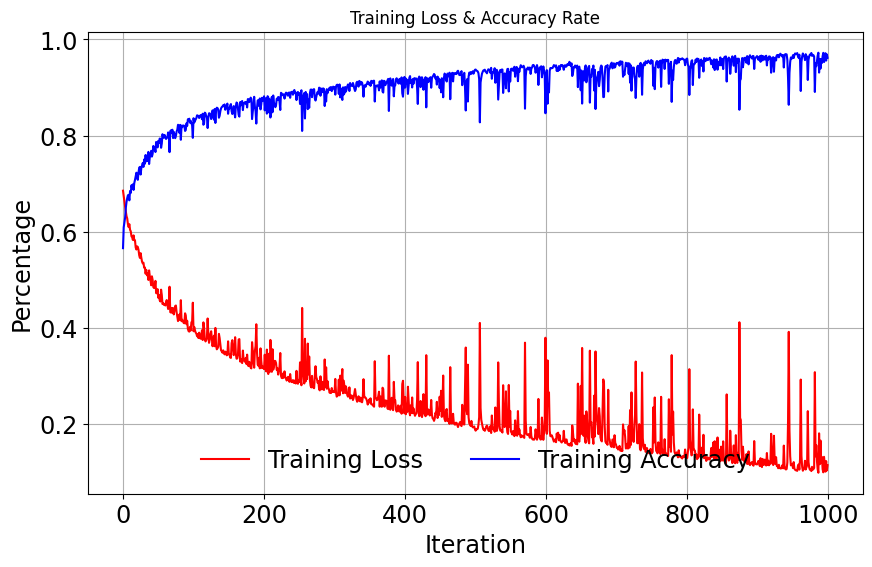 Training Loss & Accuracy Rate
1.0
0.8
0.6
0.4
0.2
Percentage
Training Loss
Training Accuracy
0 200 400 600 800 1000
Iteration